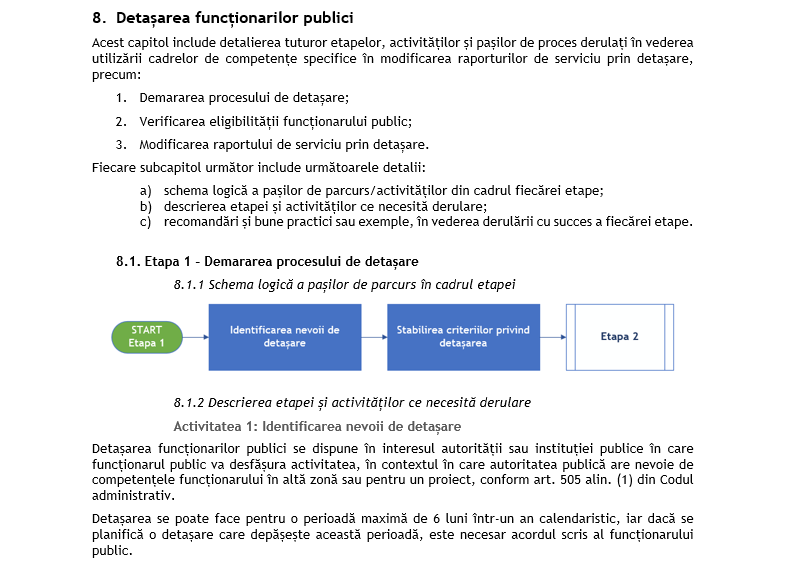 8. Detașarea funcționarilor publici
Acest capitol include detalierea tuturor etapelor, activităților și pașilor de proces derulați în vederea
utilizării cadrelor de competențe specifice în modificarea raporturilor de serviciu prin detașare,
precum:
1. Demararea procesului de detașare;
2. Verificarea eligibilității funcționarului public;
3. Modificarea raportului de serviciu prin detașare.
Fiecare subcapitol următor include următoarele detalii:
a) schema logică a pașilor de parcurs/activităților din cadrul fiecărei etape;
b) descrierea etapei și activităților ce necesită derulare;
c) recomandări și bune practici sau exemple, în vederea derulării cu succes a fiecărei etape.
8.1. Etapa 1 – Demararea procesului de detașare
8.1.1 Schema logică a pașilor de parcurs în cadrul etapei
START
Etapa 1
Identificarea nevoii de
detașare
Stabilirea criteriilor privind
detașarea
Etapa 2
8.1.2 Descrierea etapei și activităților ce necesită derulare
Activitatea 1: Identificarea nevoii de detașare
Detașarea funcționarilor publici se dispune în interesul autorității sau instituției publice în care
funcționarul public va desfășura activitatea, în contextul în care autoritatea publică are nevoie de
competențele funcționarului în altă zonă sau pentru un proiect, conform art. 505 alin. (1) din Codul
administrativ.
Detașarea se poate face pentru o perioadă maximă de 6 luni într-un an calendaristic, iar dacă se
planifică o detașare care depășește această perioadă, este necesar acordul scris al funcționarului
public.